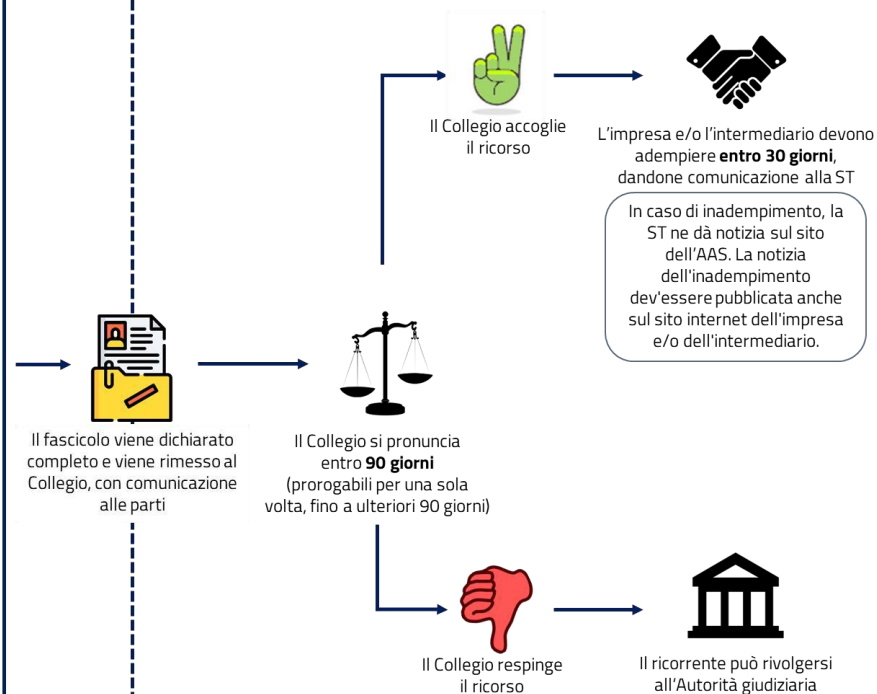 Il Collegio accoglie
il ricorso
L'impresa e/o l'intermediario devono
adempiere entro 30 giorni,
dandone comunicazione alla ST
In caso di inadempimento, la
ST ne dà notizia sul sito
dell'AAS. La notizia
dell'inadempimento
dev'essere pubblicata anche
sul sito internet dell'impresa
e/o dell'intermediario.
Il fascicolo viene dichiarato
completo e viene rimesso al
Collegio, con comunicazione
alle parti
Il Collegio si pronuncia
entro 90 giorni
(prorogabili per una sola
volta, fino a ulteriori 90 giorni)
Il Collegio respinge
il ricorso
Il ricorrente può rivolgersi
all'Autorità giudiziaria